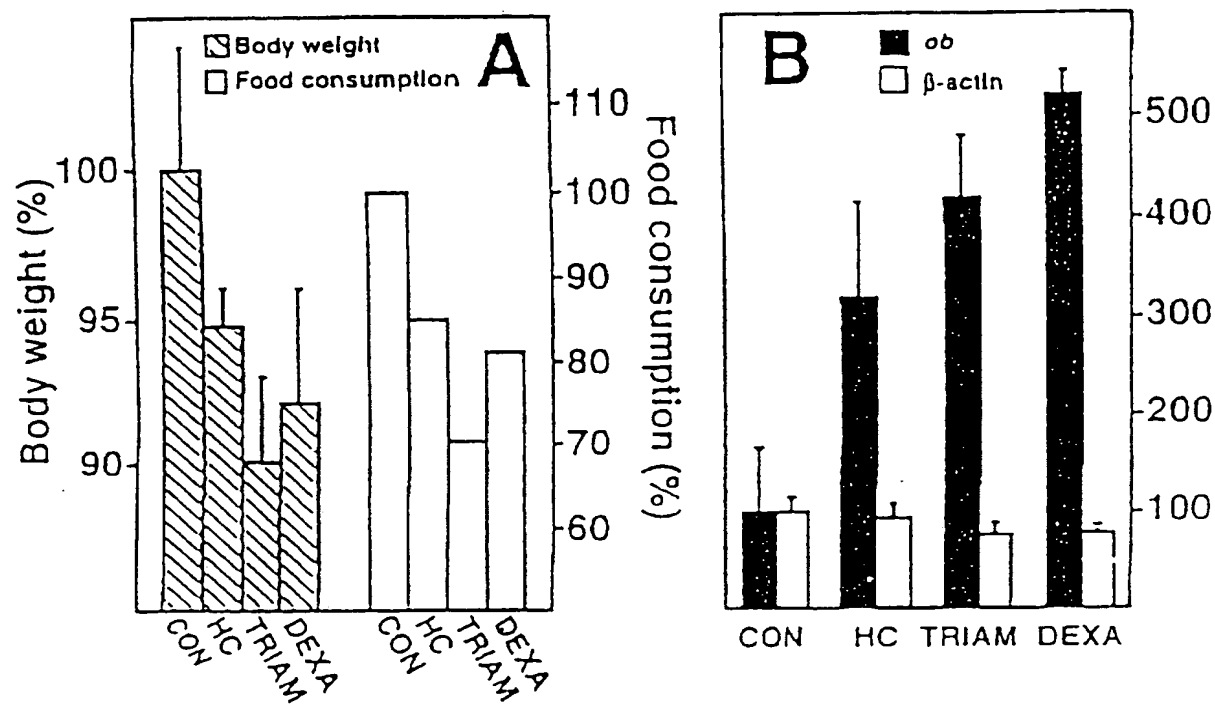 A
Body weight
Food consumption
Body weight (%)
100
95
90
110
100
90
80
70
60
Food consumption (%)
CON
HC
TRIAM
DEXA
CON
HC
TRIAM
DEXA
B
ob
β-actin
500
400
300
200
100
CON HC TRIAM DEXA